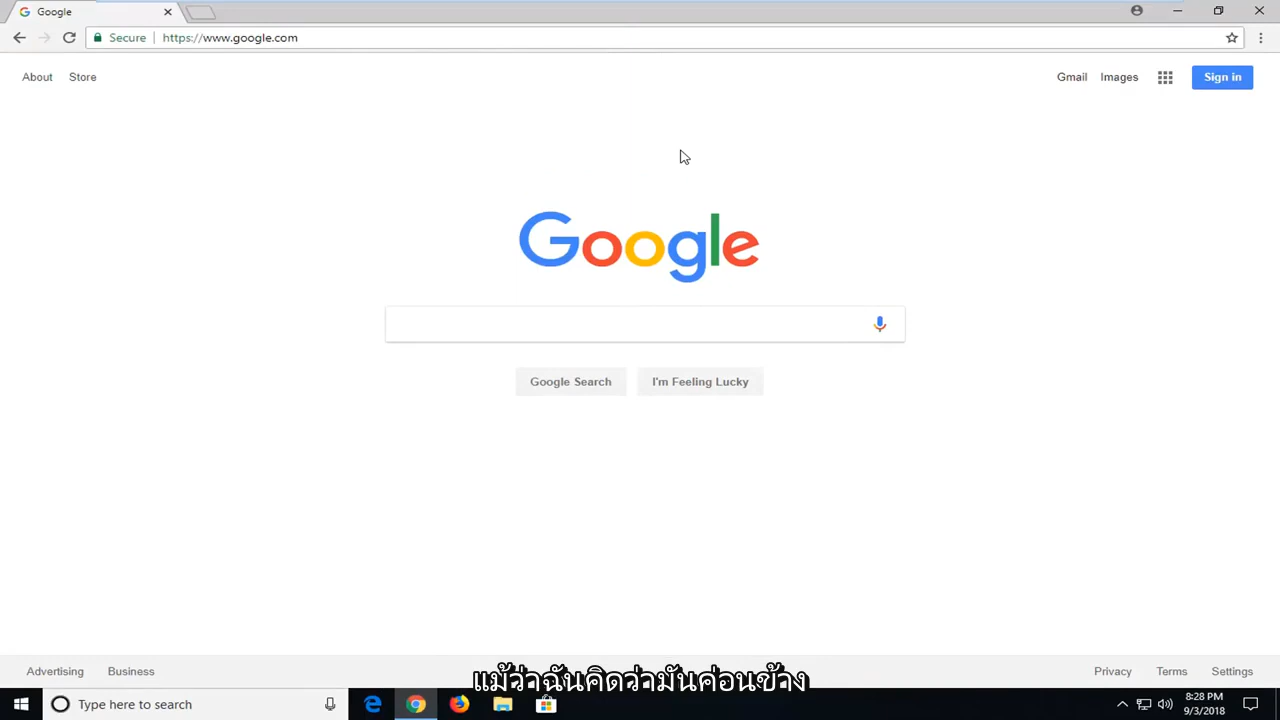 Google
Secure
https://www.google.com
About
Store
Gmail
Images
Sign in
Google
Google Search
I'm Feeling Lucky
Advertising
Business
Privacy
Terms
Settings
แม้ว่าฉันคิดว่ามันค่อนข้าง
Type here to search
8:28 PM
9/3/2018